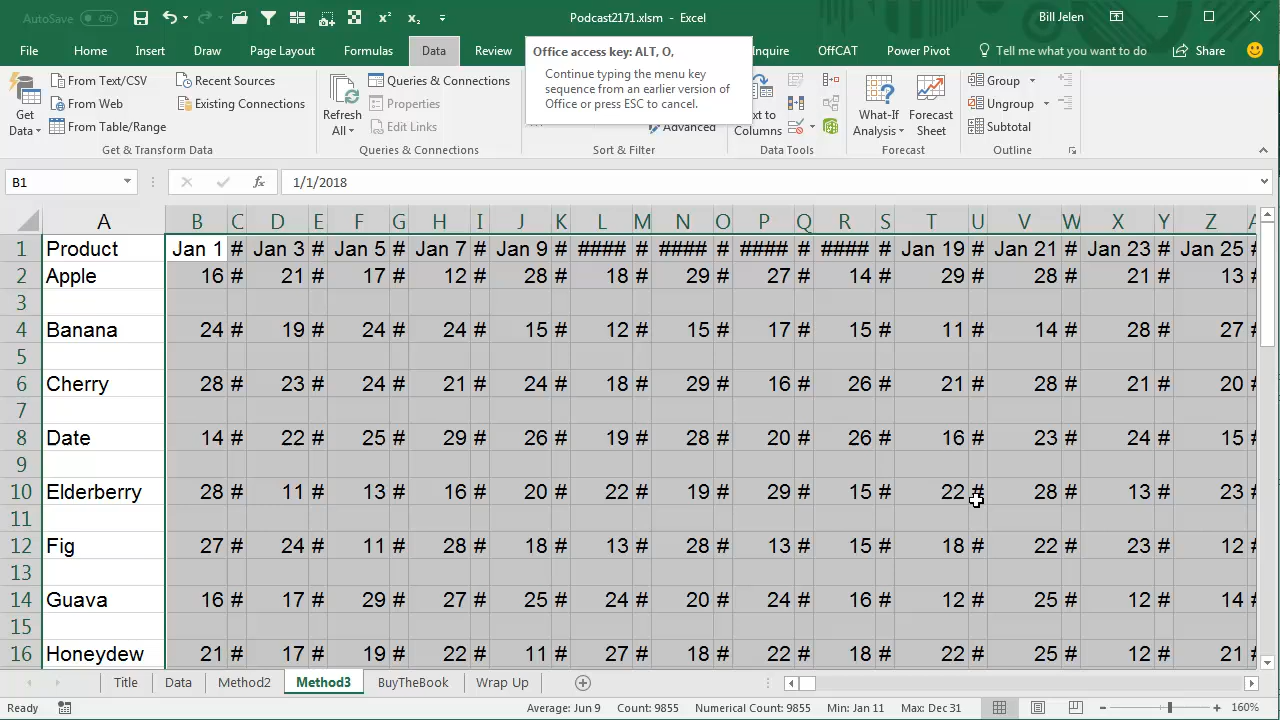 AutoSave Off
Podcast2171.xlsm - Excel
Bill Jelen
File Home Insert Draw Page Layout Formulas Data Review Inquire OffCAT Power Pivot Tell me what you want to do Share
Office access key: ALT, O,
Continue typing the menu key
sequence from an earlier version of
Office or press ESC to cancel.
Get Data
From Text/CSV
From Web
From Table/Range
Recent Sources
Existing Connections
Get & Transform Data
Refresh All
Queries & Connections
Properties
Edit Links
Queries & Connections
Advanced
Sort & Filter
Columns
Data Tools
What-If Analysis
Forecast Sheet
Forecast
Group
Ungroup
Subtotal
Outline
B1 fx 1/1/2018
A B C D E F G H I J K L M N O P Q R S T U V W X Y Z
1 Product Jan 1 # Jan 3 # Jan 5 # Jan 7 # Jan 9 # #### # #### # #### # #### # Jan 19 # Jan 21 # Jan 23 # Jan 25 #
2 Apple 16 # 21 # 17 # 12 # 28 # 18 # 29 # 27 # 14 # 29 # 28 # 21 # 13 #
3
4 Banana 24 # 19 # 24 # 24 # 15 # 12 # 15 # 17 # 15 # 11 # 14 # 28 # 27 #
5
6 Cherry 28 # 23 # 24 # 21 # 24 # 18 # 29 # 16 # 26 # 21 # 28 # 21 # 20 #
7
8 Date 14 # 22 # 25 # 29 # 26 # 19 # 28 # 20 # 26 # 16 # 23 # 24 # 15 #
9
10 Elderberry 28 # 11 # 13 # 16 # 20 # 22 # 19 # 29 # 15 # 22 # 28 # 13 # 23 #
11
12 Fig 27 # 24 # 11 # 28 # 18 # 13 # 28 # 13 # 15 # 18 # 22 # 23 # 12 #
13
14 Guava 16 # 17 # 29 # 27 # 25 # 24 # 20 # 24 # 16 # 12 # 25 # 12 # 14 #
15
16 Honeydew 21 # 17 # 19 # 22 # 11 # 27 # 18 # 22 # 18 # 22 # 25 # 12 # 21 #
Title Data Method2 Method3 BuyTheBook Wrap Up
Ready Average: Jun 9 Count: 9855 Numerical Count: 9855 Min: Jan 11 Max: Dec 31 160%